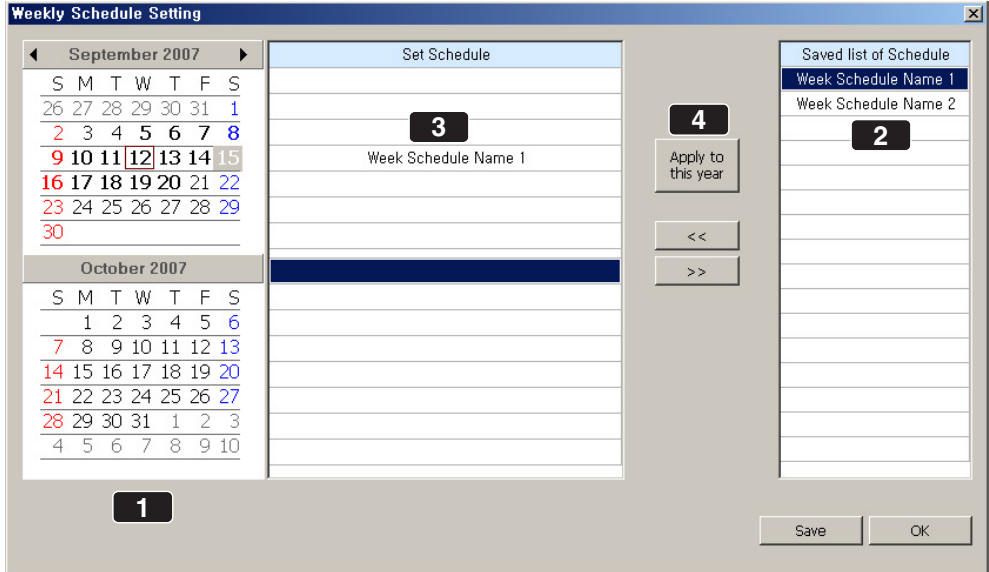 Weekly Schedule Setting
September 2007
S M T W T F S
26 27 28 29 30 31 1
2 3 4 5 6 7 8
9 10 11 12 13 14 15
16 17 18 19 20 21 22
23 24 25 26 27 28 29
30
October 2007
S M T W T F S
1 2 3 4 5 6
7 8 9 10 11 12 13
14 15 16 17 18 19 20
21 22 23 24 25 26 27
28 29 30 31 1 2 3
4 5 6 7 8 9 10
1
Set Schedule
3
Week Schedule Name 1
4
Apply to
this year
<<
>>
Saved list of Schedule
Week Schedule Name 1
Week Schedule Name 2
2
Save
OK